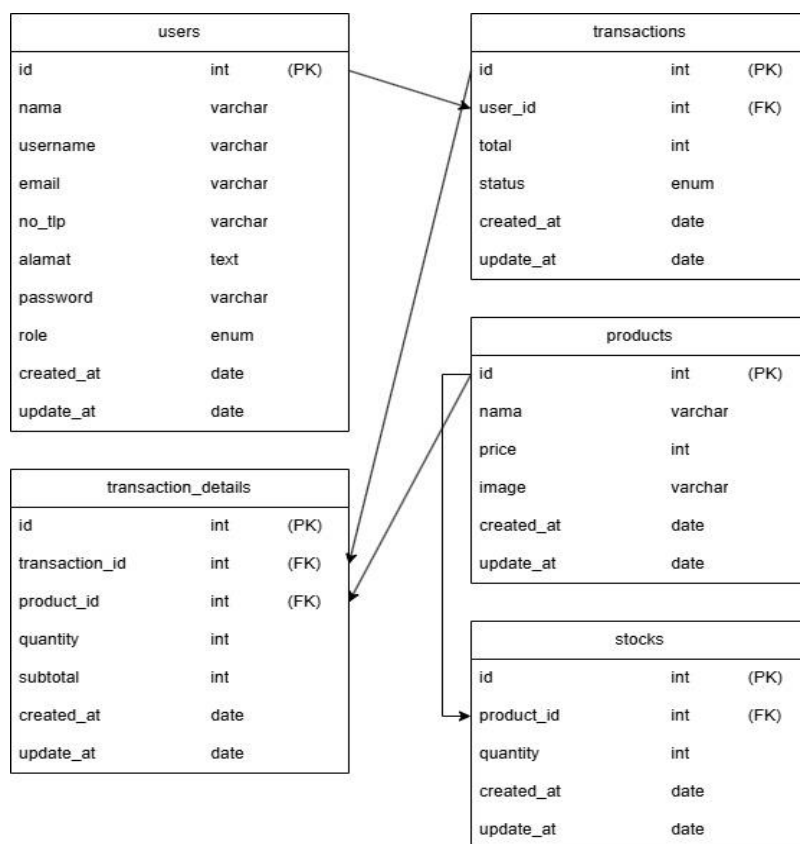 users
id int (PK)
nama varchar
username varchar
email varchar
no_tlp varchar
alamat text
password varchar
role enum
created_at date
update_at date
transactions
id int (PK)
user_id int (FK)
total int
status enum
created_at date
update_at date
products
id int (PK)
nama varchar
price int
image varchar
created_at date
update_at date
transaction_details
id int (PK)
transaction_id int (FK)
product_id int (FK)
quantity int
subtotal int
created_at date
update_at date
stocks
id int (PK)
product_id int (FK)
quantity int
created_at date
update_at date